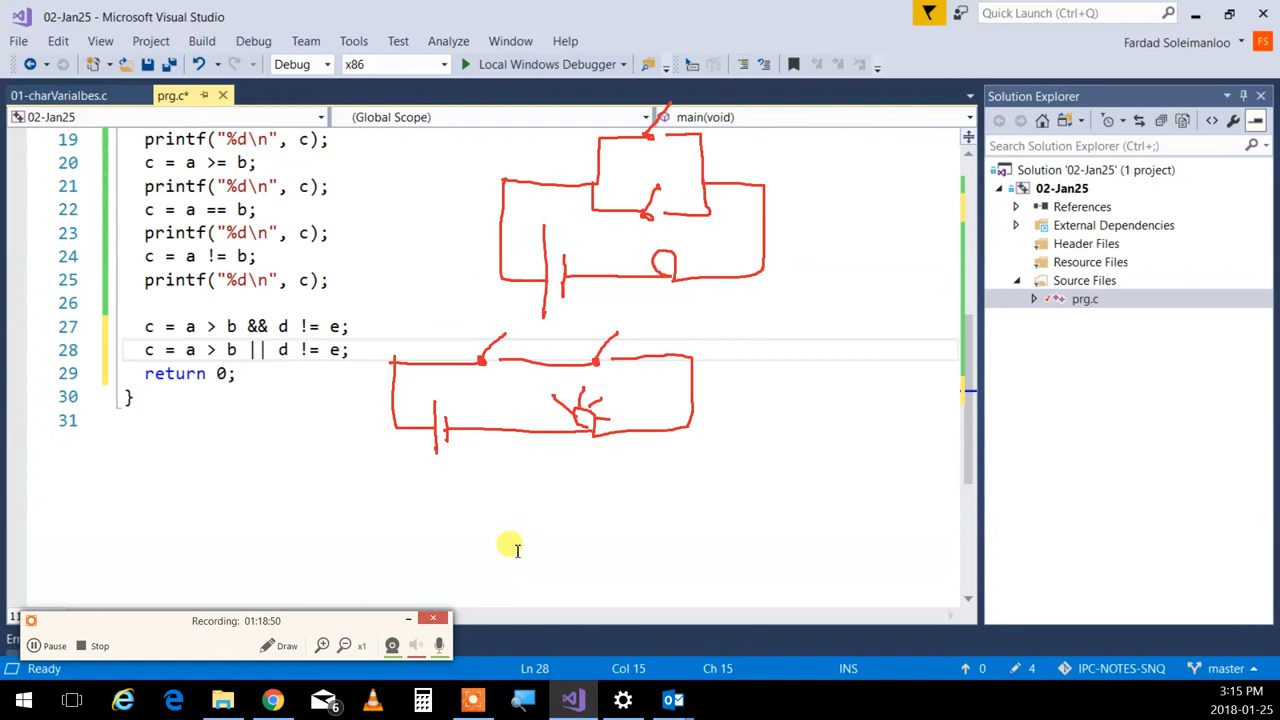 02-Jan25 - Microsoft Visual Studio
Quick Launch (Ctrl+Q)
File Edit View Project Build Debug Team Tools Test Analyze Window Help
Fardad Soleimanloo FS
Debug x86 Local Windows Debugger
01-charVarialbes.c prg.c*
02-Jan25 (Global Scope) main(void)
19 printf("%d\n", c);
20 c = a >= b;
21 printf("%d\n", c);
22 c = a == b;
23 printf("%d\n", c);
24 c = a != b;
25 printf("%d\n", c);
26
27 c = a > b && d != e;
28 c = a > b || d != e;
29 return 0;
30 }
31
Solution Explorer
Search Solution Explorer (Ctrl+;)
Solution '02-Jan25' (1 project)
02-Jan25
References
External Dependencies
Header Files
Resource Files
Source Files
prg.c
Recording: 01:18:50
Pause Stop Draw x1
Ready Ln 28 Col 15 Ch 15 INS 0 4 IPC-NOTES-SNQ master
6
3:15 PM
2018-01-25